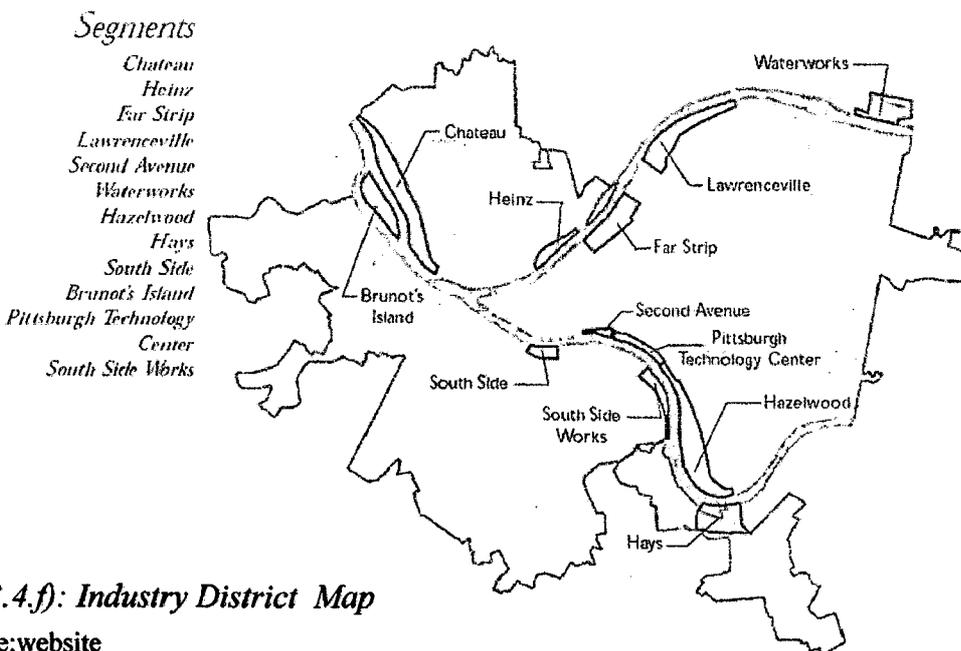 Segments
Chateau
Heinz
Far Strip
Lawrenceville
Second Avenue
Waterworks
Hazelwood
Hays
South Side
Brunot's Island
Pittsburgh Technology
Center
South Side Works
Waterworks
Chateau
Lawrenceville
Heinz
Far Strip
Brunot's
Island
Second Avenue
Pittsburgh
Technology Center
South Side
Hazelwood
South Side
Works
Hays
.4.f): Industry District Map
e:website